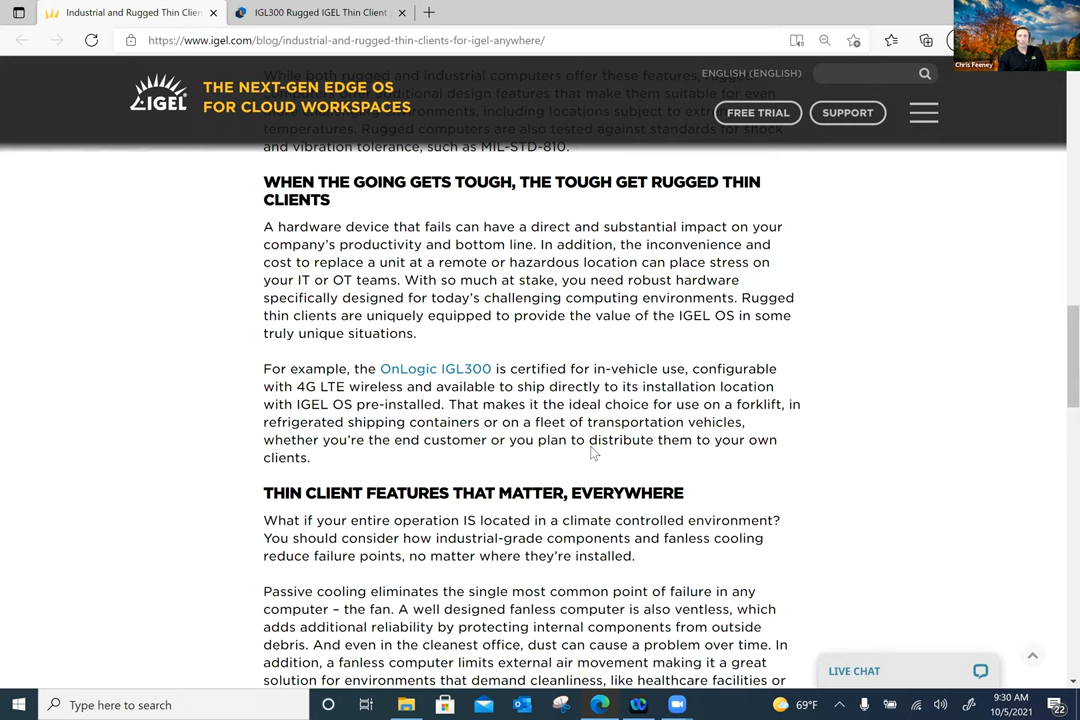 Industrial and Rugged Thin Clien
IGL300 Rugged IGEL Thin Client
https://www.igel.com/blog/industrial-and-rugged-thin-clients-for-igel-anywhere/
Chris Feeney
IGEL
THE NEXT-GEN EDGE OS
FOR CLOUD WORKSPACES
ENGLISH (ENGLISH)
FREE TRIAL
SUPPORT
While both rugged and industrial computers offer these features,
additional design features that make them suitable for even
environments, including locations subject to
temperatures. Rugged computers are also tested against standards for shock
and vibration tolerance, such as MIL-STD-810.
WHEN THE GOING GETS TOUGH, THE TOUGH GET RUGGED THIN
CLIENTS
A hardware device that fails can have a direct and substantial impact on your
company's productivity and bottom line. In addition, the inconvenience and
cost to replace a unit at a remote or hazardous location can place stress on
your IT or OT teams. With so much at stake, you need robust hardware
specifically designed for today's challenging computing environments. Rugged
thin clients are uniquely equipped to provide the value of the IGEL OS in some
truly unique situations.
For example, the OnLogic IGL300 is certified for in-vehicle use, configurable
with 4G LTE wireless and available to ship directly to its installation location
with IGEL OS pre-installed. That makes it the ideal choice for use on a forklift, in
refrigerated shipping containers or on a fleet of transportation vehicles,
whether you're the end customer or you plan to distribute them to your own
clients.
THIN CLIENT FEATURES THAT MATTER, EVERYWHERE
What if your entire operation IS located in a climate controlled environment?
You should consider how industrial-grade components and fanless cooling
reduce failure points, no matter where they're installed.
Passive cooling eliminates the single most common point of failure in any
computer – the fan. A well designed fanless computer is also ventless, which
adds additional reliability by protecting internal components from outside
debris. And even in the cleanest office, dust can cause a problem over time. In
addition, a fanless computer limits external air movement making it a great
solution for environments that demand cleanliness, like healthcare facilities or
LIVE CHAT
Type here to search
69°F
9:30 AM
10/5/2021
22